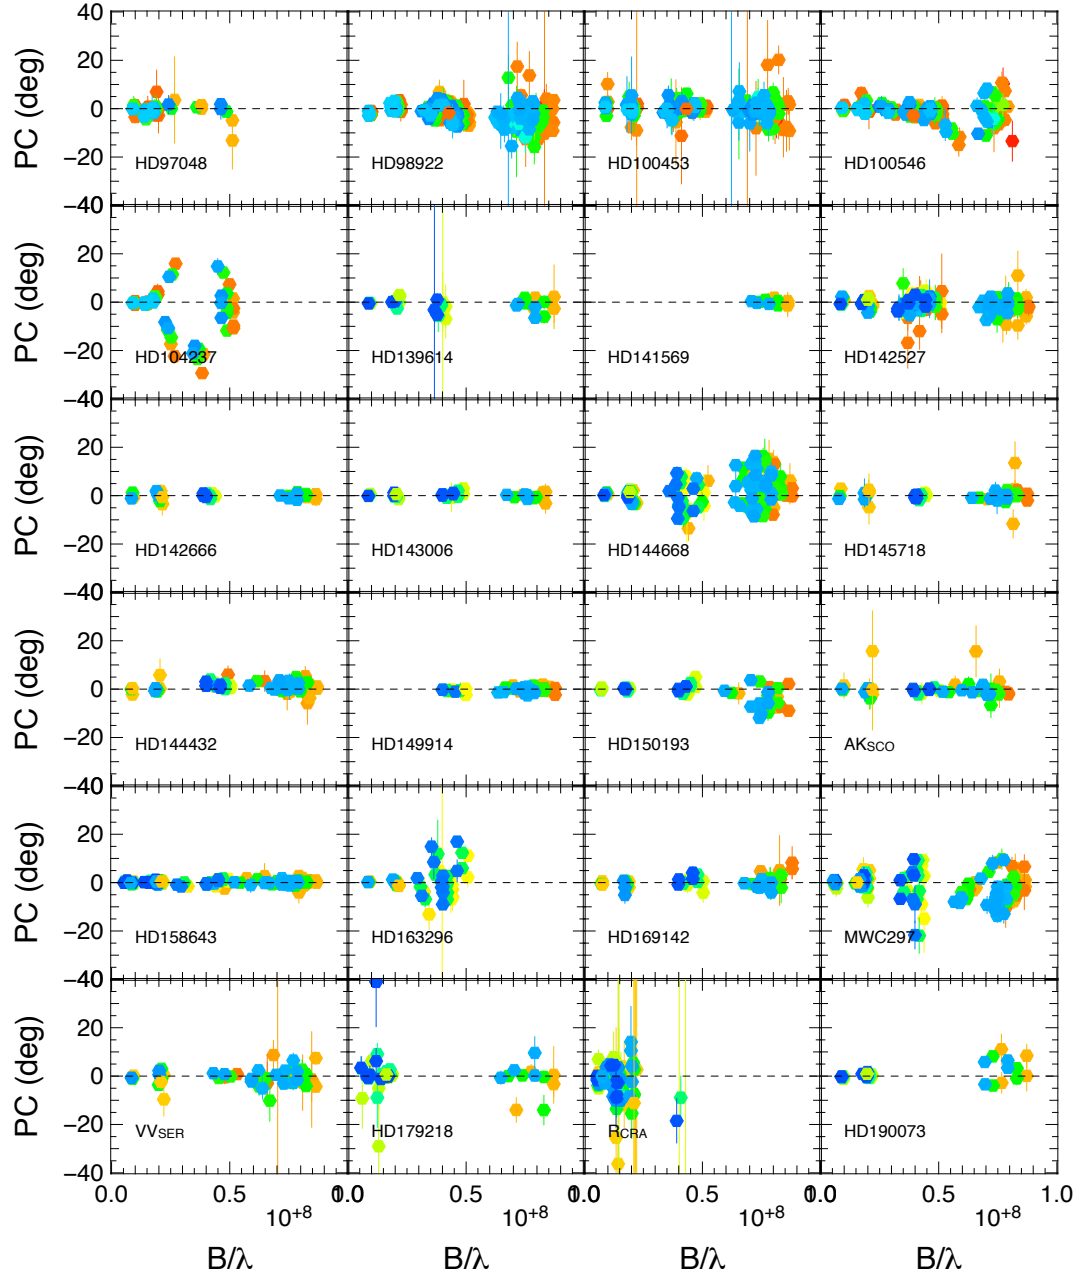 PC (deg)
40
20
0
−20
−40
HD97048
HD98922
HD100453
HD100546
PC (deg)
20
0
−20
−40
HD104237
HD139614
HD141569
HD142527
PC (deg)
20
0
−20
−40
HD142666
HD143006
HD144668
HD145718
PC (deg)
20
0
−20
−40
HD144432
HD149914
HD150193
AKSCO
PC (deg)
20
0
−20
−40
HD158643
HD163296
HD169142
MWC297
PC (deg)
20
0
−20
−40
VVSER
HD179218
RCRA
HD190073
0.0 0.5 0.0 0.5 0.0 0.5 0.0 0.5 1.0
10+8 10+8 10+8 10+8
B/λ B/λ B/λ B/λ